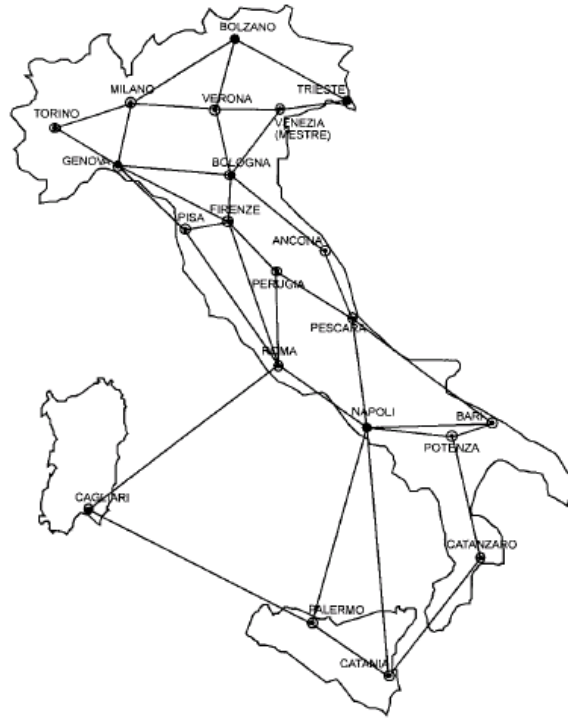 BOLZANO
MILANO
TRIESTE
VERONA
TORINO
VENEZIA
(MESTRE)
GENOVA
BOLOGNA
FIRENZE
PISA
ANCONA
PERUGIA
PESCARA
ROMA
NAPOLI
BARI
POTENZA
CAGLIARI
CATANZARO
PALERMO
CATANIA